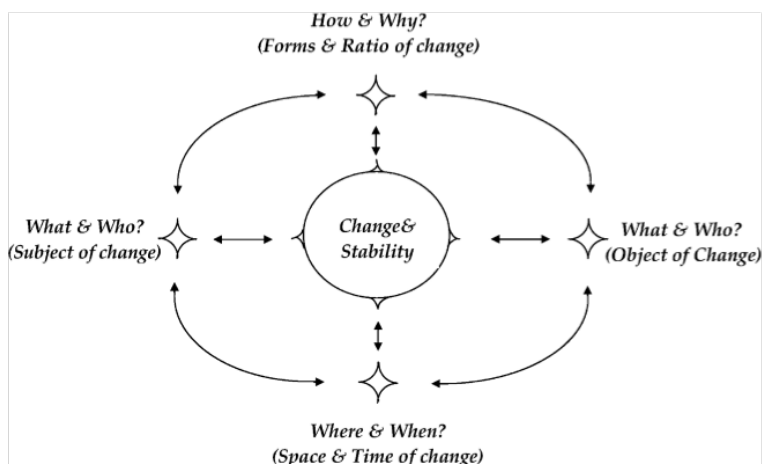 How & Why?
(Forms & Ratio of change)
What & Who?
(Subject of change)
Change&
Stability
What & Who?
(Object of Change)
Where & When?
(Space & Time of change)